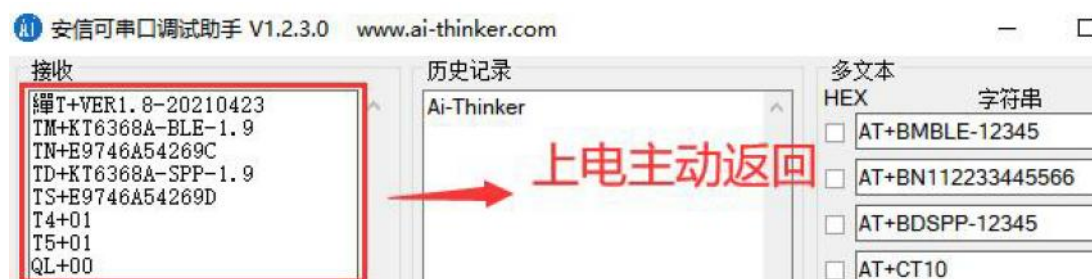 安信可串口调试助手 V1.2.3.0 www.ai-thinker.com
接收
繟T+VER1.8-20210423
TM+KT6368A-BLE-1.9
TN+E9746A54269C
TD+KT6368A-SPP-1.9
TS+E9746A54269D
T4+01
T5+01
QL+00
历史记录
Ai-Thinker
上电主动返回
多文本
HEX 字符串
AT+BMBLE-12345
AT+BN112233445566
AT+BDSPP-12345
AT+CT10